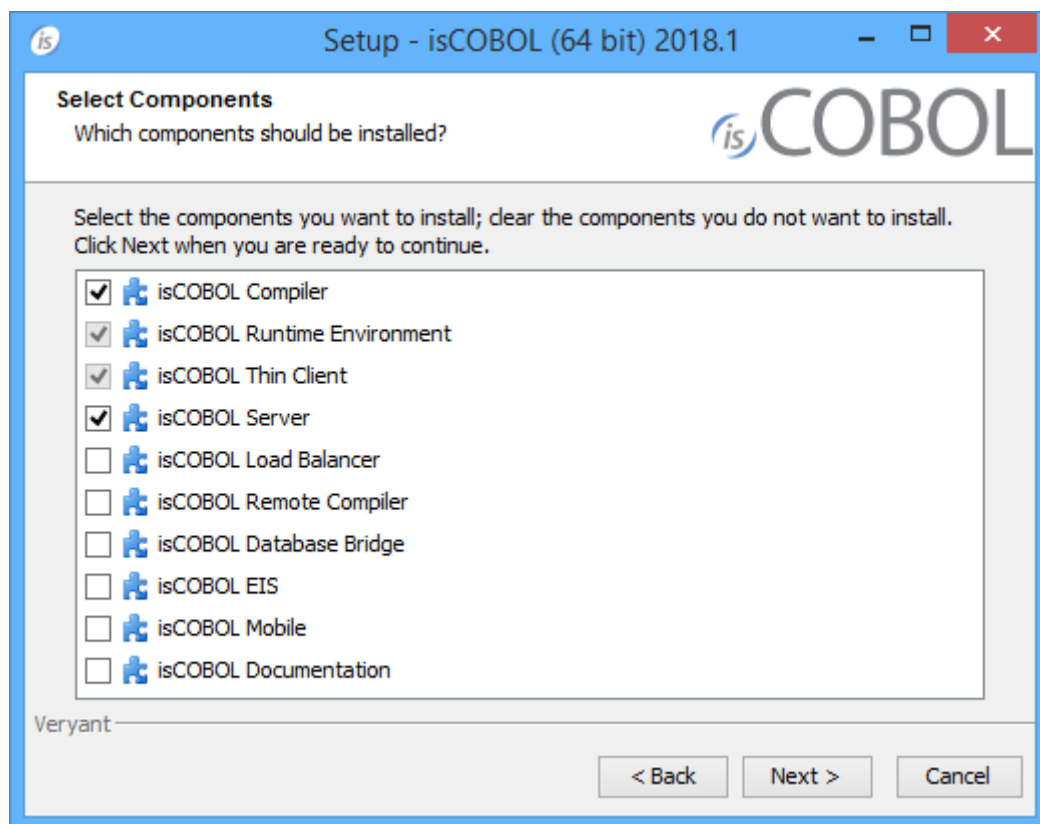 is
Setup - isCOBOL (64 bit) 2018.1
Select Components
Which components should be installed?
isCOBOL
Select the components you want to install; clear the components you do not want to install.
Click Next when you are ready to continue.
isCOBOL Compiler
isCOBOL Runtime Environment
isCOBOL Thin Client
isCOBOL Server
isCOBOL Load Balancer
isCOBOL Remote Compiler
isCOBOL Database Bridge
isCOBOL EIS
isCOBOL Mobile
isCOBOL Documentation
Veryant
< Back Next > Cancel